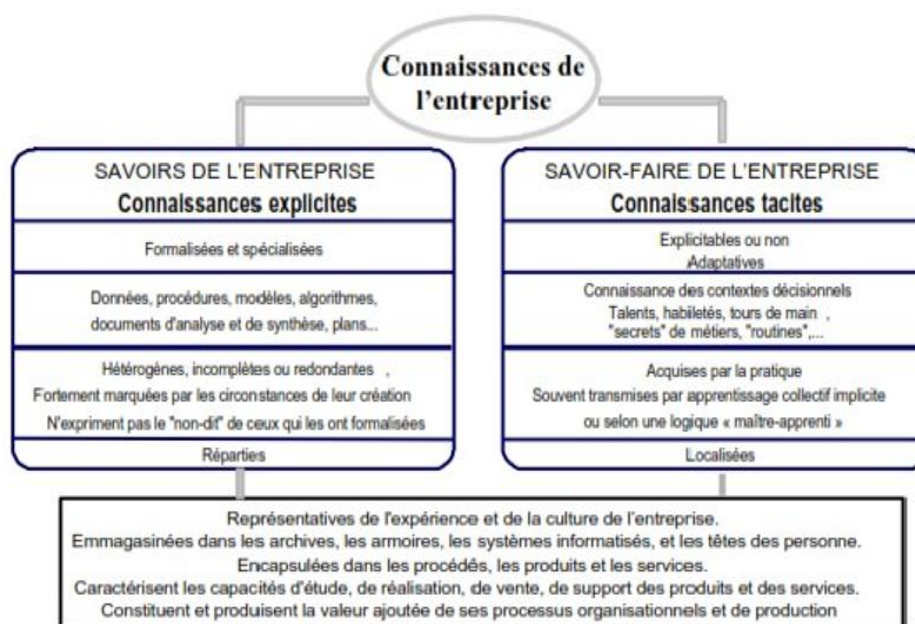 Connaissances de
l'entreprise
SAVOIRS DE L'ENTREPRISE
Connaissances explicites
Formalisées et spécialisées
Données, procédures, modèles, algorithmes,
documents d'analyse et de synthèse, plans...
Hétérogènes, incomplètes ou redondantes ,
Fortement marquées par les circonstances de leur création
N'expriment pas le "non-dit" de ceux qui les ont formalisées
Réparties
SAVOIR-FAIRE DE L'ENTREPRISE
Connaissances tacites
Explicitables ou non
Adaptatives
Connaissance des contextes décisionnels
Talents, habiletés, tours de main ,
"secrets" de métiers, "routines",...
Acquises par la pratique
Souvent transmises par apprentissage collectif implicite
ou selon une logique « maître-apprenti »
Localisées
Représentatives de l'expérience et de la culture de l'entreprise.
Emmagasinées dans les archives, les armoires, les systèmes informatisés, et les têtes des personne.
Encapsulées dans les procédés, les produits et les services.
Caractérisent les capacités d'étude, de réalisation, de vente, de support des produits et des services.
Constituent et produisent la valeur ajoutée de ses processus organisationnels et de production